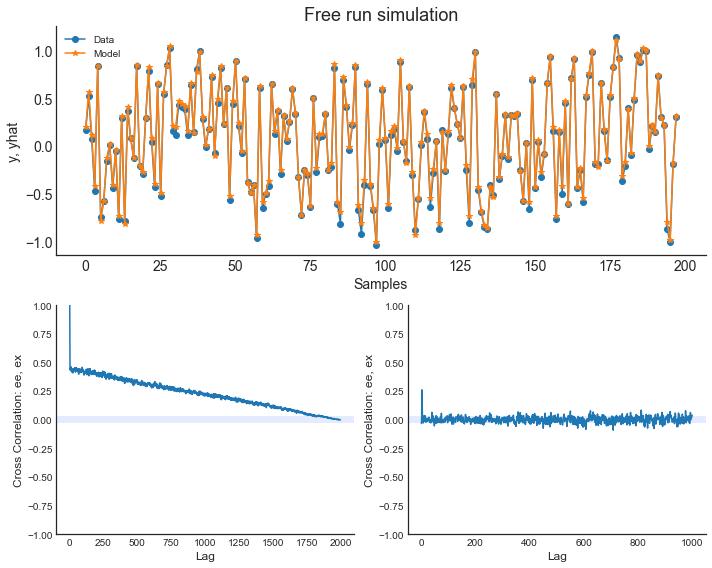 Free run simulation
Data
Model
y, yhat
1.0
0.5
0.0
−0.5
−1.0
0 25 50 75 100 125 150 175 200
Samples
Cross Correlation: ee, ex
1.00
0.75
0.50
0.25
0.00
−0.25
−0.50
−0.75
−1.00
0 250 500 750 1000 1250 1500 1750 2000
Lag
Cross Correlation: ee, ex
1.00
0.75
0.50
0.25
0.00
−0.25
−0.50
−0.75
−1.00
0 200 400 600 800 1000
Lag